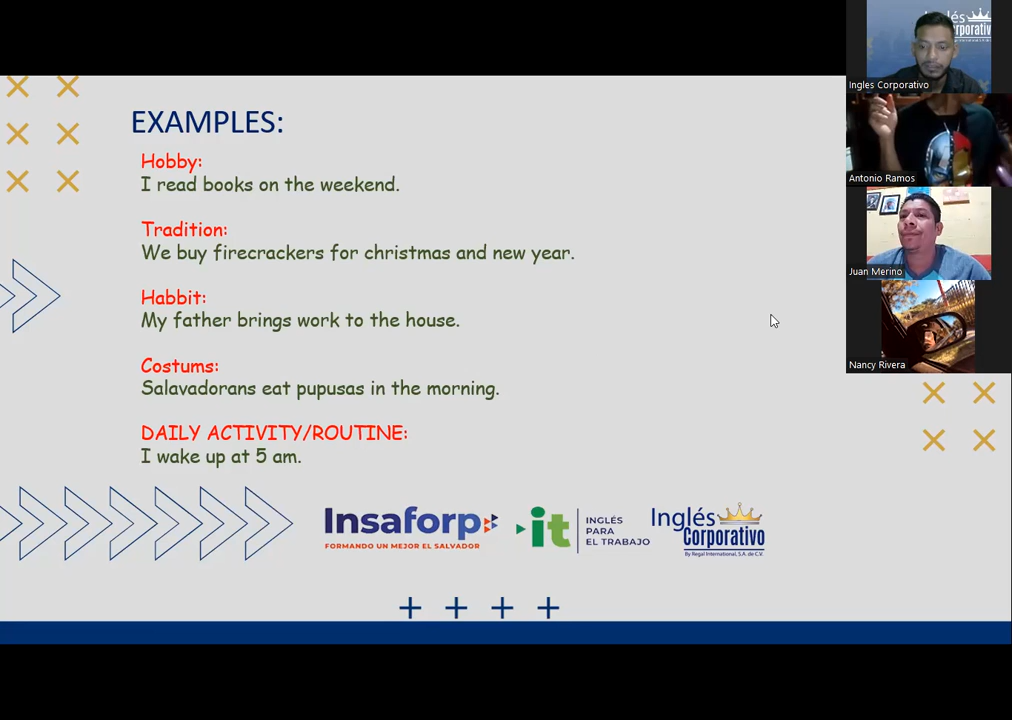 EXAMPLES:
Hobby:
I read books on the weekend.
Tradition:
We buy firecrackers for christmas and new year.
Habbit:
My father brings work to the house.
Costums:
Salavadorans eat pupusas in the morning.
DAILY ACTIVITY/ROUTINE:
I wake up at 5 am.
Insaforp
FORMANDO UN MEJOR EL SALVADOR
it
INGLÉS
PARA
EL TRABAJO
Inglés
Corporativo
By Regal International, S.A. de C.V.
Ingles Corporativo
Antonio Ramos
Juan Merino
Nancy Rivera